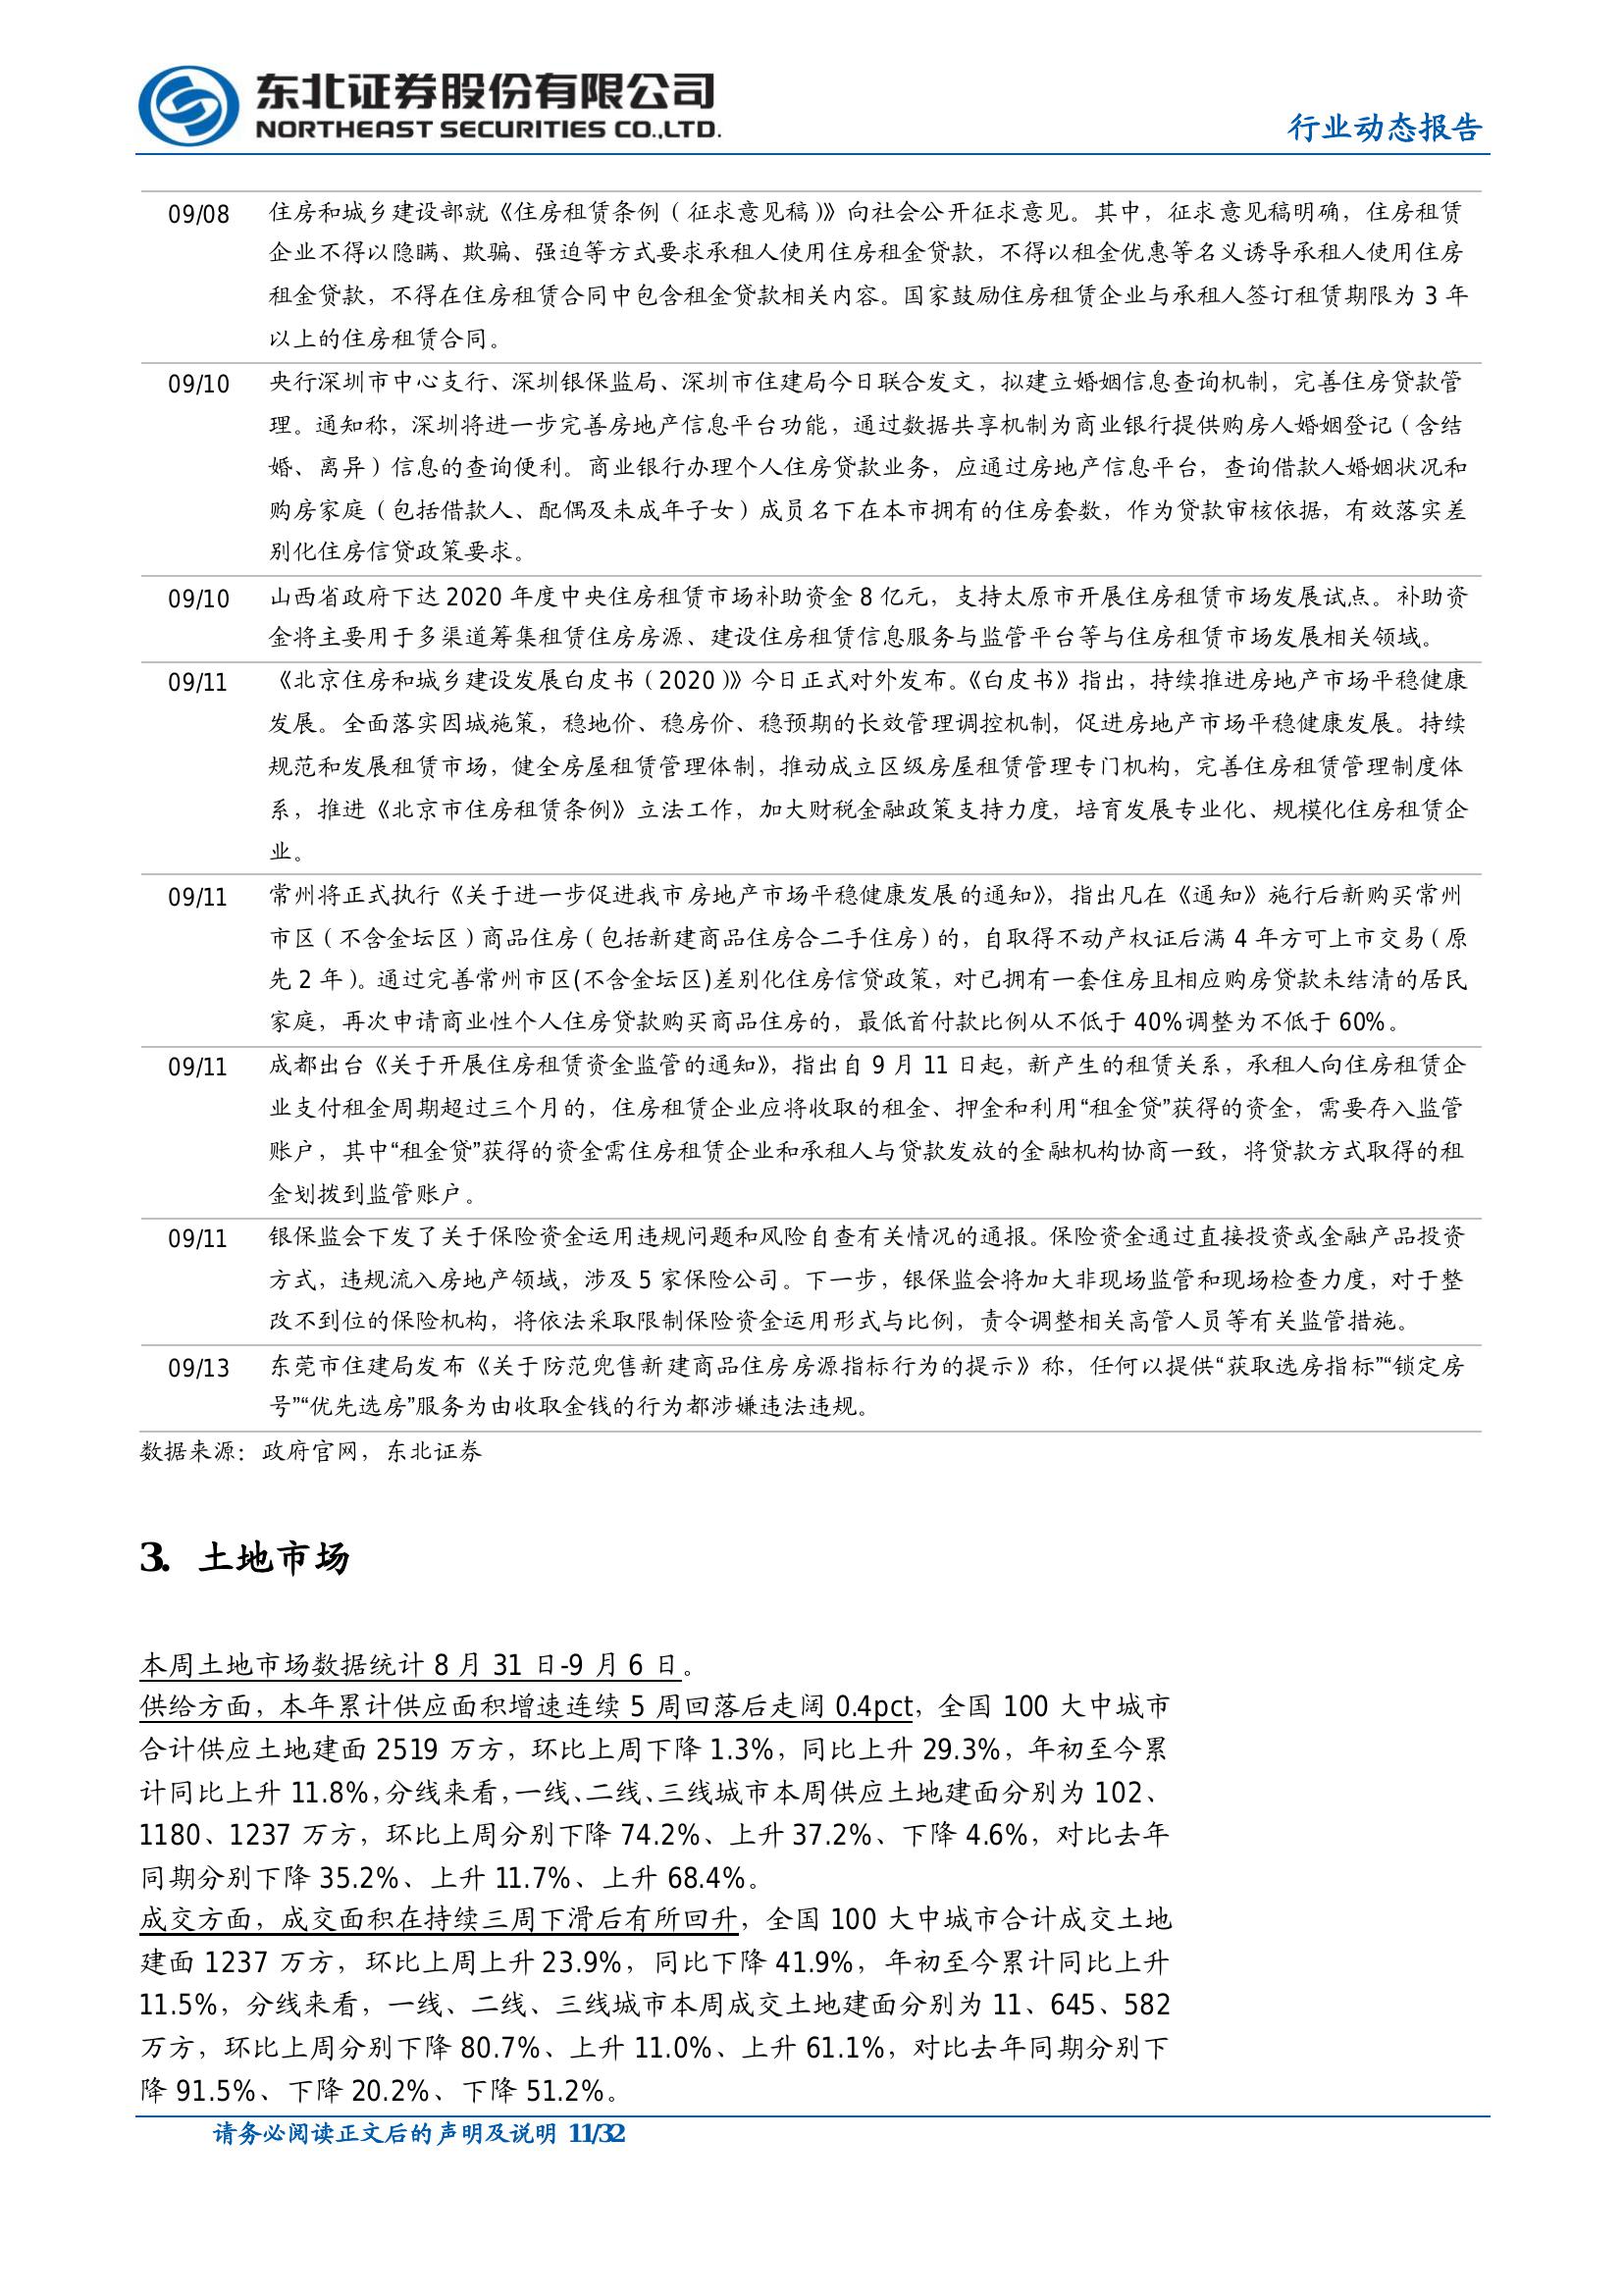 东北证券股份有限公司
NORTHEAST SECURITIES CO.,LTD.
行业动态报告
09/08 住房和城乡建设部就《住房租赁条例（征求意见稿）》向社会公开征求意见。其中，征求意见稿明确，住房租赁
企业不得以隐瞒、欺骗、强迫等方式要求承租人使用住房租金贷款，不得以租金优惠等名义诱导承租人使用住房
租金贷款，不得在住房租赁合同中包含租金贷款相关内容。国家鼓励住房租赁企业与承租人签订租赁期限为 3 年
以上的住房租赁合同。
09/10 央行深圳市中心支行、深圳银保监局、深圳市住建局今日联合发文，拟建立婚姻信息查询机制，完善住房贷款管
理。通知称，深圳将进一步完善房地产信息平台功能，通过数据共享机制为商业银行提供购房人婚姻登记（含结
婚、离异）信息的查询便利。商业银行办理个人住房贷款业务，应通过房地产信息平台，查询借款人婚姻状况和
购房家庭（包括借款人、配偶及未成年子女）成员名下在本市拥有的住房套数，作为贷款审核依据，有效落实差
别化住房信贷政策要求。
09/10 山西省政府下达 2020 年度中央住房租赁市场补助资金 8 亿元，支持太原市开展住房租赁市场发展试点。补助资
金将主要用于多渠道筹集租赁住房房源、建设住房租赁信息服务与监管平台等与住房租赁市场发展相关领域。
09/11 《北京住房和城乡建设发展白皮书（2020）》今日正式对外发布。《白皮书》指出，持续推进房地产市场平稳健康
发展。全面落实因城施策，稳地价、稳房价、稳预期的长效管理调控机制，促进房地产市场平稳健康发展。持续
规范和发展租赁市场，健全房屋租赁管理体制，推动成立区级房屋租赁管理专门机构，完善住房租赁管理制度体
系，推进《北京市住房租赁条例》立法工作，加大财税金融政策支持力度，培育发展专业化、规模化住房租赁企
业。
09/11 常州将正式执行《关于进一步促进我市房地产市场平稳健康发展的通知》，指出凡在《通知》施行后新购买常州
市区（不含金坛区）商品住房（包括新建商品住房合二手住房）的，自取得不动产权证后满 4 年方可上市交易（原
先 2 年）。通过完善常州市区(不含金坛区)差别化住房信贷政策，对已拥有一套住房且相应购房贷款未结清的居民
家庭，再次申请商业性个人住房贷款购买商品住房的，最低首付款比例从不低于 40%调整为不低于 60%。
09/11 成都出台《关于开展住房租赁资金监管的通知》，指出自 9 月 11 日起，新产生的租赁关系，承租人向住房租赁企
业支付租金周期超过三个月的，住房租赁企业应将收取的租金、押金和利用“租金贷”获得的资金，需要存入监管
账户，其中“租金贷”获得的资金需住房租赁企业和承租人与贷款发放的金融机构协商一致，将贷款方式取得的租
金划拨到监管账户。
09/11 银保监会下发了关于保险资金运用违规问题和风险自查有关情况的通报。保险资金通过直接投资或金融产品投资
方式，违规流入房地产领域，涉及 5 家保险公司。下一步，银保监会将加大非现场监管和现场检查力度，对于整
改不到位的保险机构，将依法采取限制保险资金运用形式与比例，责令调整相关高管人员等有关监管措施。
09/13 东莞市住建局发布《关于防范兜售新建商品住房房源指标行为的提示》称，任何以提供“获取选房指标”“锁定房
号”“优先选房”服务为由收取金钱的行为都涉嫌违法违规。
数据来源：政府官网，东北证券
3. 土地市场
本周土地市场数据统计 8 月 31 日-9 月 6 日。
供给方面，本年累计供应面积增速连续 5 周回落后走阔 0.4pct，全国 100 大中城市
合计供应土地建面 2519 万方，环比上周下降 1.3%，同比上升 29.3%，年初至今累
计同比上升 11.8%，分线来看，一线、二线、三线城市本周供应土地建面分别为 102、
1180、1237 万方，环比上周分别下降 74.2%、上升 37.2%、下降 4.6%，对比去年
同期分别下降 35.2%、上升 11.7%、上升 68.4%。
成交方面，成交面积在持续三周下滑后有所回升，全国 100 大中城市合计成交土地
建面 1237 万方，环比上周上升 23.9%，同比下降 41.9%，年初至今累计同比上升
11.5%，分线来看，一线、二线、三线城市本周成交土地建面分别为 11、645、582
万方，环比上周分别下降 80.7%、上升 11.0%、上升 61.1%，对比去年同期分别下
降 91.5%、下降 20.2%、下降 51.2%。
请务必阅读正文后的声明及说明 11/32